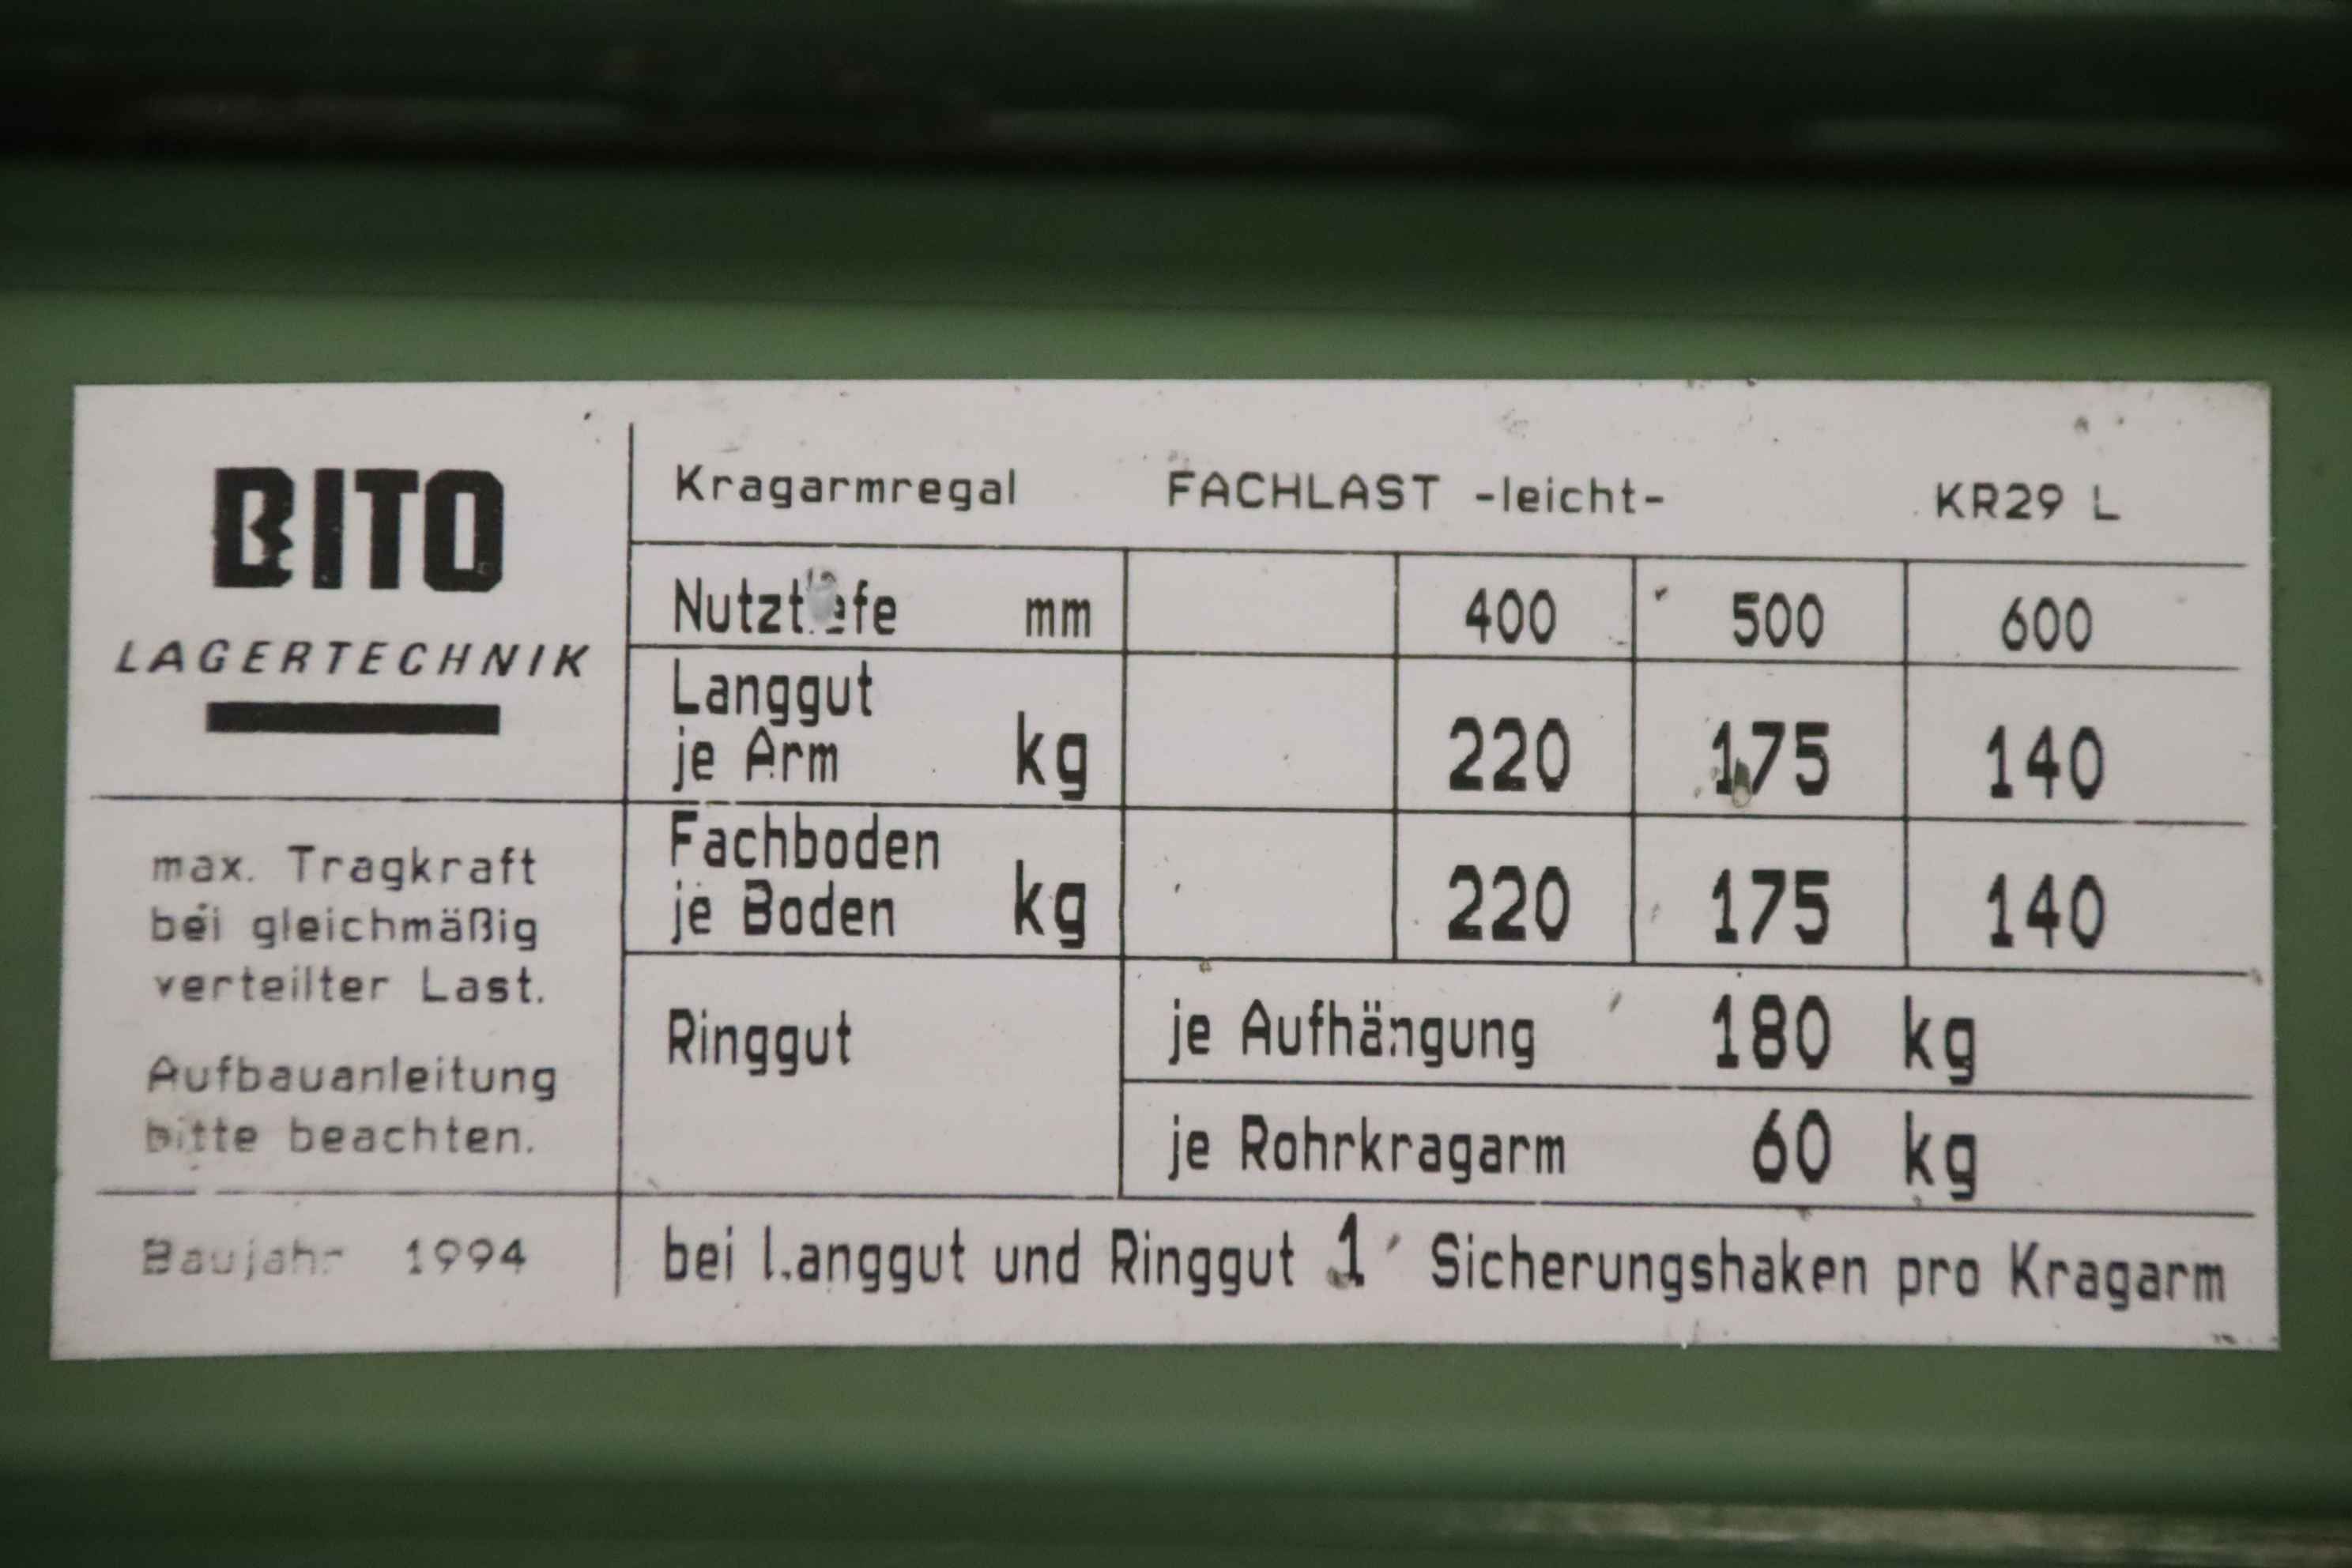 BITO
LAGERTECHNIK
max. Tragkraft
bei gleichmäßig
verteilter Last.
Aufbauanleitung
bitte beachten.
Baujahr 1994
Kragarmregal FACHLAST -leicht- KR29 L
Nutztiefe mm 400 500 600
Langgut
je Arm kg 220 175 140
Fachboden
je Boden kg 220 175 140
Ringgut je Aufhängung 180 kg
je Rohrkragarm 60 kg
bei Langgut und Ringgut 1 Sicherungshaken pro Kragarm